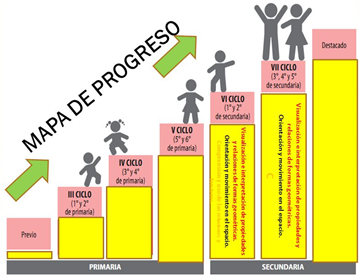 MAPA DE PROGRESO
Previo
III CICLO
(1° y 2°
de primaria)
IV CICLO
(3° y 4°
de primaria)
V CICLO
(5° y 6°
de primaria)
VI CICLO
(1° y 2°
de secundaria)
VII CICLO
(3°, 4° y 5°
de secundaria)
Destacado
Visualización e interpretación de propiedades
y relaciones de formas geométricas.
Orientación y movimiento en el espacio.
Visualización e interpretación de propiedades y
relaciones de formas geométricas.
Orientación y movimiento en el espacio.
C
PRIMARIA
SECUNDARIA